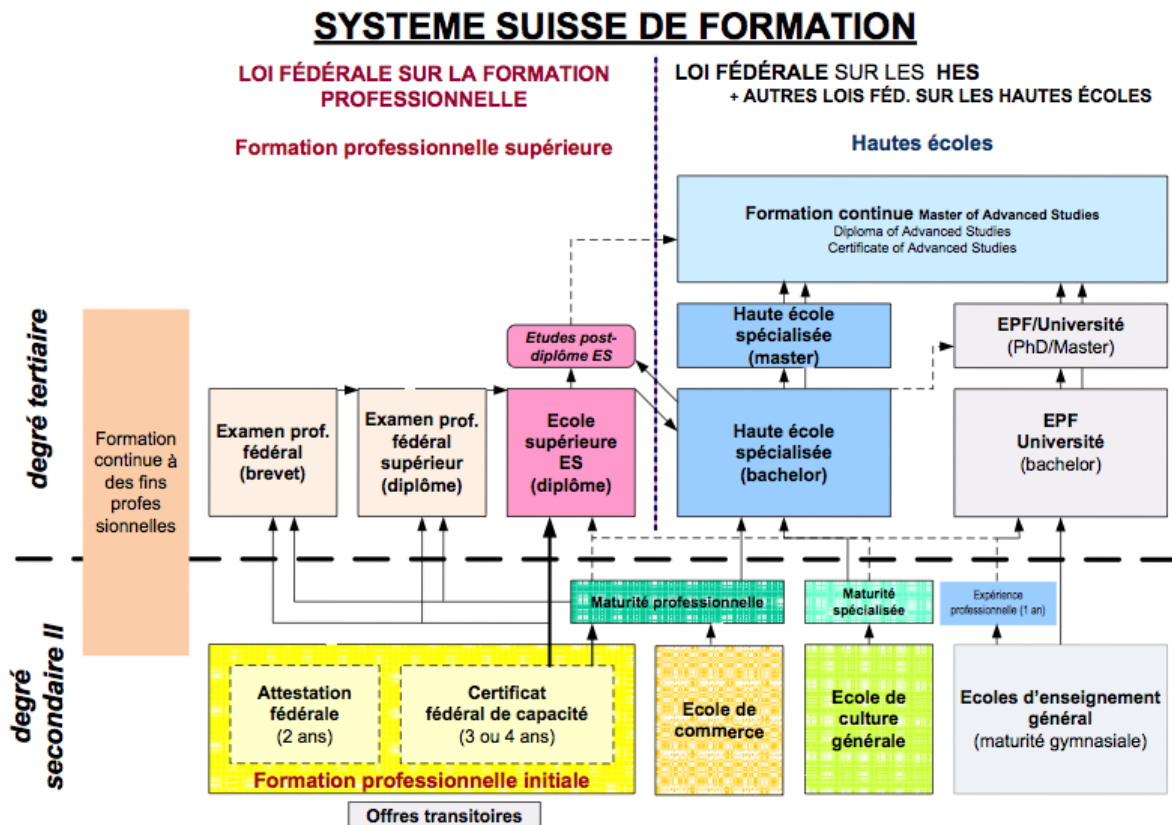 SYSTEME SUISSE DE FORMATION
LOI FÉDÉRALE SUR LA FORMATION
PROFESSIONNELLE
LOI FÉDÉRALE SUR LES HES
+ AUTRES LOIS FÉD. SUR LES HAUTES ÉCOLES
Formation professionnelle supérieure
Hautes écoles
degré tertiaire
Formation continue Master of Advanced Studies
Diploma of Advanced Studies
Certificate of Advanced Studies
Formation
continue à
des fins
profes
sionnelles
Etudes post-
diplôme ES
Haute école
spécialisée
(master)
EPF/Université
(PhD/Master)
Examen prof.
fédéral
(brevet)
Examen prof.
fédéral
supérieur
(diplôme)
Ecole
supérieure
ES
(diplôme)
Haute école
spécialisée
(bachelor)
EPF
Université
(bachelor)
degré
secondaire II
Maturité professionnelle
Maturité
spécialisée
Expérience
professionnelle (1 an)
Attestation
fédérale
(2 ans)
Certificat
fédéral de capacité
(3 ou 4 ans)
Formation professionnelle initiale
Ecole de
commerce
Ecole de
culture
générale
Ecoles d'enseignement
général
(maturité gymnasiale)
Offres transitoires